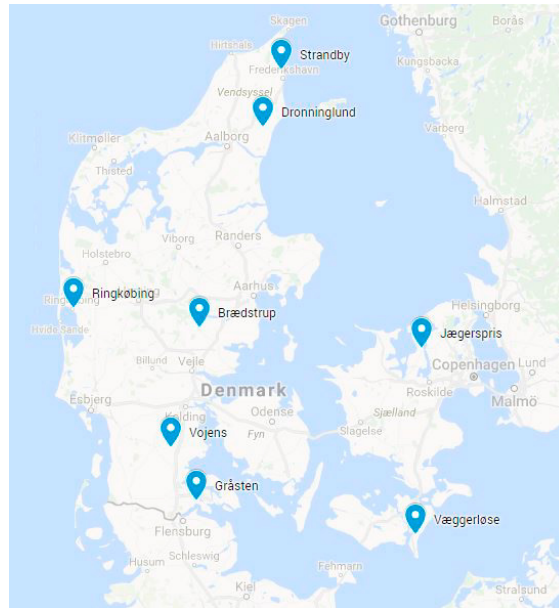 Skagen
Gothenburg
Borås
Hirtshals
Strandby
Kungsbacka
Frederikshavn
Vendsyssel
Dronninglund
Klitmøller
Aalborg
Varberg
Thisted
Halmstad
Viborg
Randers
Holstebro
Ringkøbing
Aarhus
Helsingborg
Brædstrup
Jægerspris
Hvide Sande
Billund
Vejle
Copenhagen
Lund
Roskilde
Malmö
Denmark
Esbjerg
Kolding
Odense
Sjælland
Vojens
Fyn
Slagelse
Gråsten
Væggerløse
Flensburg
Husum
Schleswig
Fehmarn
Kiel
Stralsund